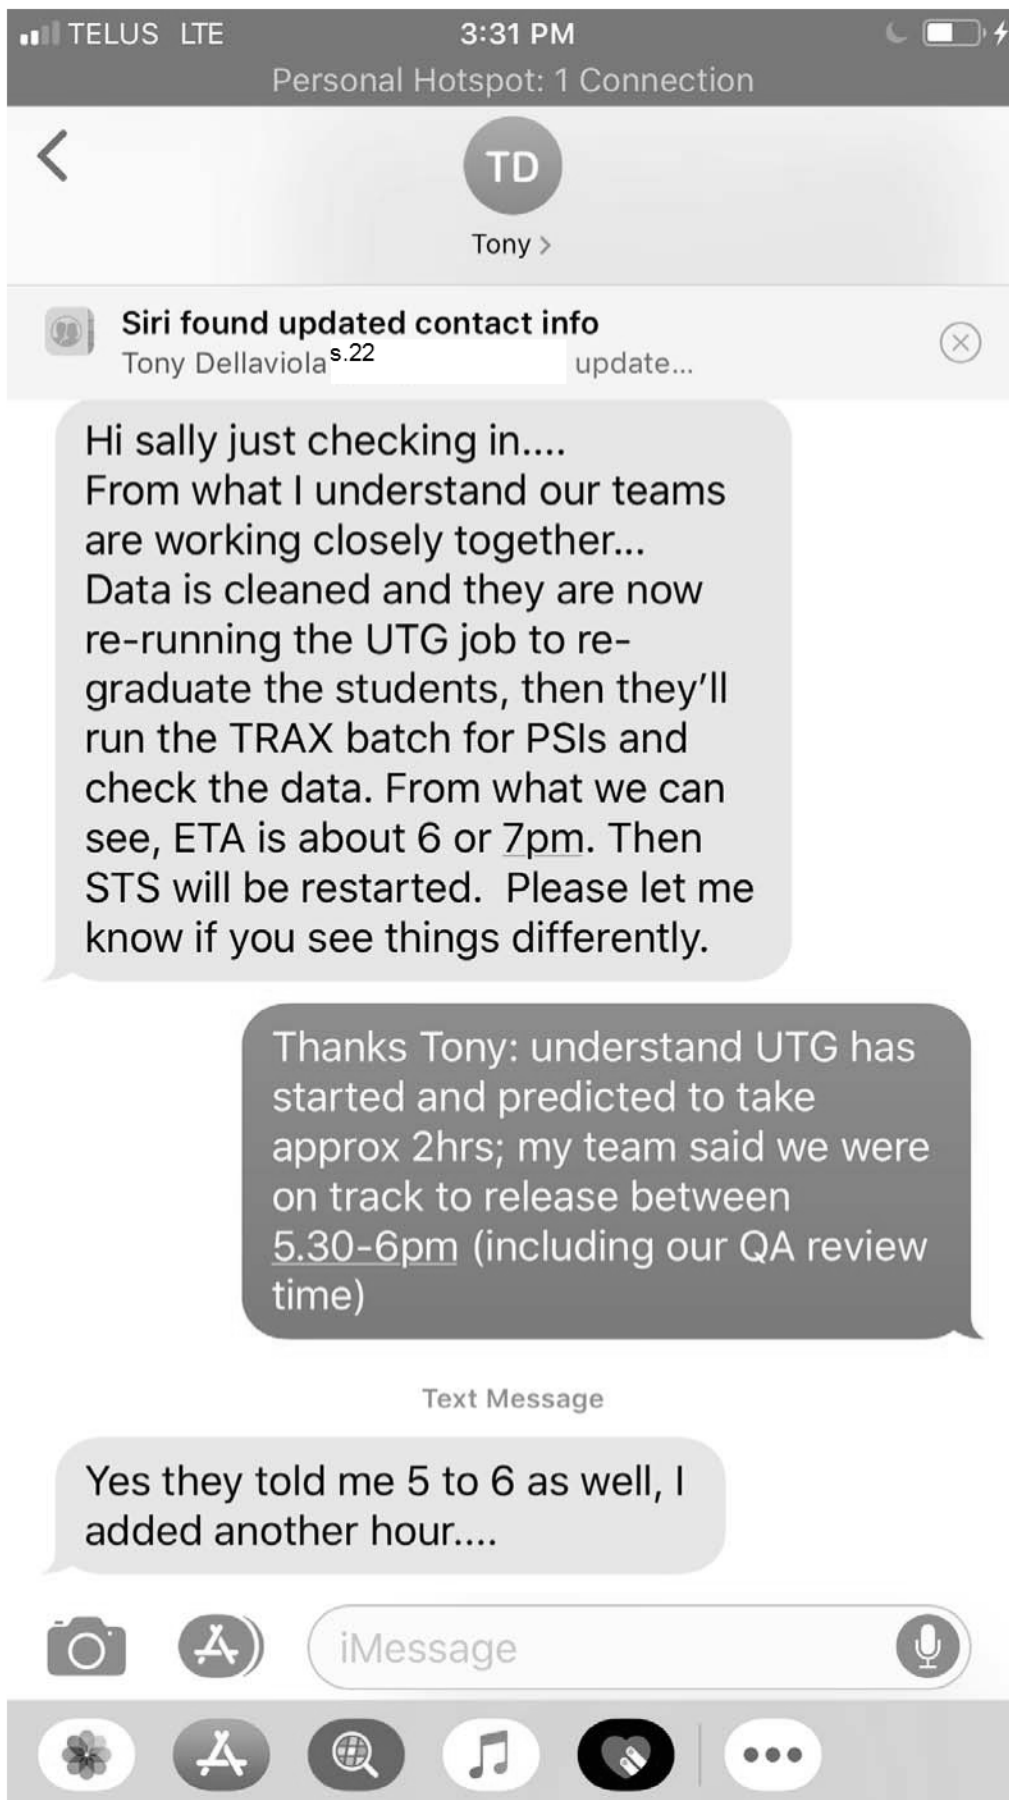 TELUS LTE 3:31 PM
Personal Hotspot: 1 Connection
TD
Tony >
Siri found updated contact info
Tony Dellaviola s.22 update...
Hi sally just checking in....
From what I understand our teams
are working closely together...
Data is cleaned and they are now
re-running the UTG job to re-
graduate the students, then they’ll
run the TRAX batch for PSIs and
check the data. From what we can
see, ETA is about 6 or 7pm. Then
STS will be restarted.  Please let me
know if you see things differently.
Thanks Tony: understand UTG has
started and predicted to take
approx 2hrs; my team said we were
on track to release between
5.30-6pm (including our QA review
time)
Text Message
Yes they told me 5 to 6 as well, I
added another hour....
iMessage